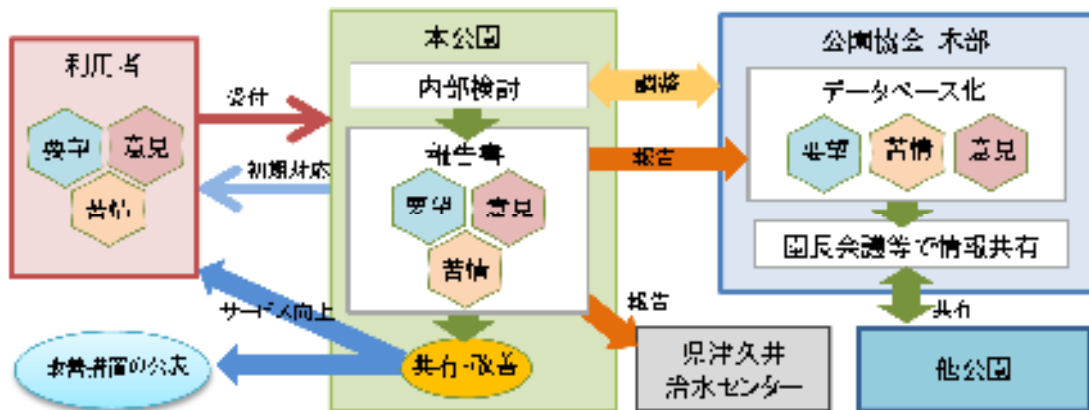 利用者
要望
意見
苦情
受付
初期対応
サービス向上
改善措置の公表
本公園
内部検討
報告書
要望
意見
苦情
共有・改善
調整
報告
報告
県津久井
治水センター
公園協会 本部
データベース化
要望
苦情
意見
園長会議等で情報共有
共有
他公園